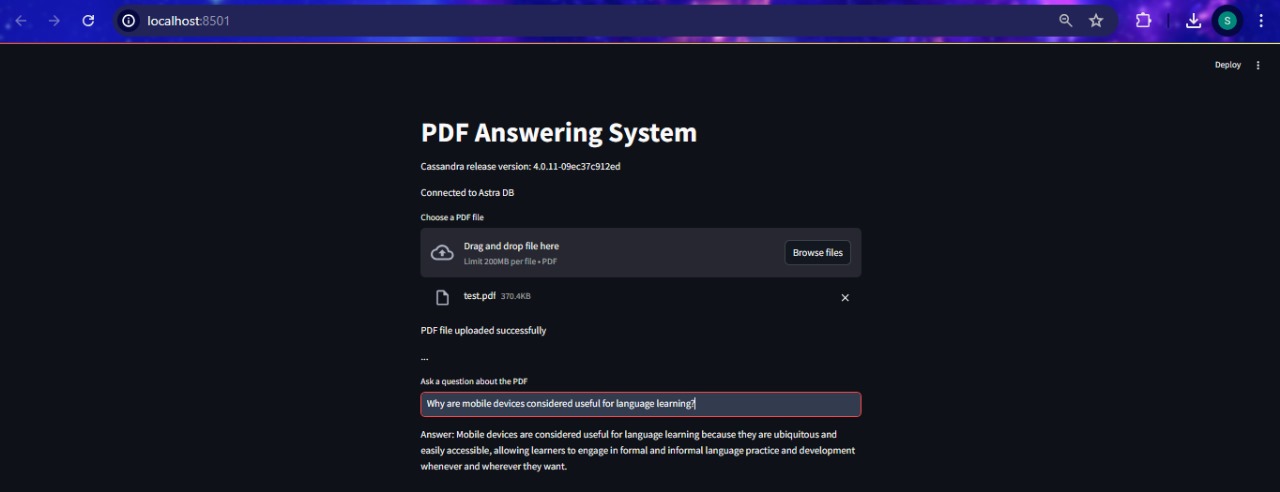 localhost:8501
S
Deploy
PDF Answering System
Cassandra release version: 4.0.11-09ec37c912ed
Connected to Astra DB
Choose a PDF file
Drag and drop file here
Limit 200MB per file • PDF
Browse files
test.pdf 370.4KB
PDF file uploaded successfully
...
Ask a question about the PDF
Why are mobile devices considered useful for language learning?
Answer: Mobile devices are considered useful for language learning because they are ubiquitous and
easily accessible, allowing learners to engage in formal and informal language practice and development
whenever and wherever they want.